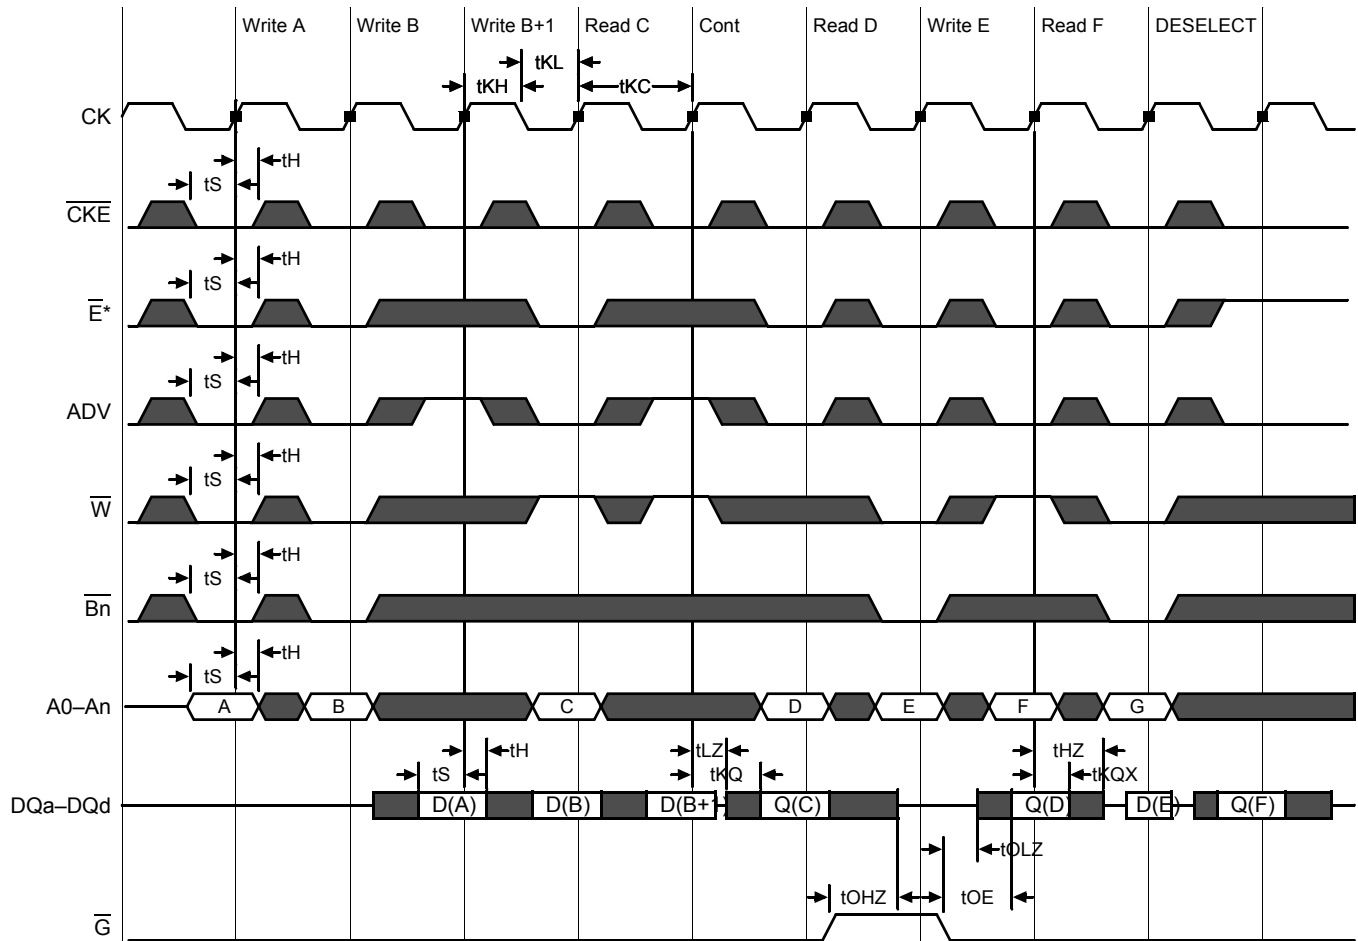 Write A Write B Write B+1 Read C Cont Read D Write E Read F DESELECT
tKL
tKH tKC
CK
tH
tS
CKE
tH
tS
E*
tH
tS
ADV
tH
tS
W
tH
tS
Bn
tH
tS
A0–An A B C D E F G
tH tLZ tHZ
tS tKQ tKQX
DQa–DQd D(A) D(B) D(B+1) Q(C) Q(D) D(E) Q(F)
tOLZ
tOHZ tOE
G